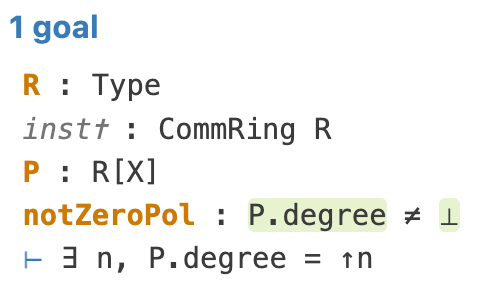 1 goal
R : Type
inst† : CommRing R
P : R[X]
notZeroPol : P.degree ≠ ⊥
⊢ ∃ n, P.degree = ↑n